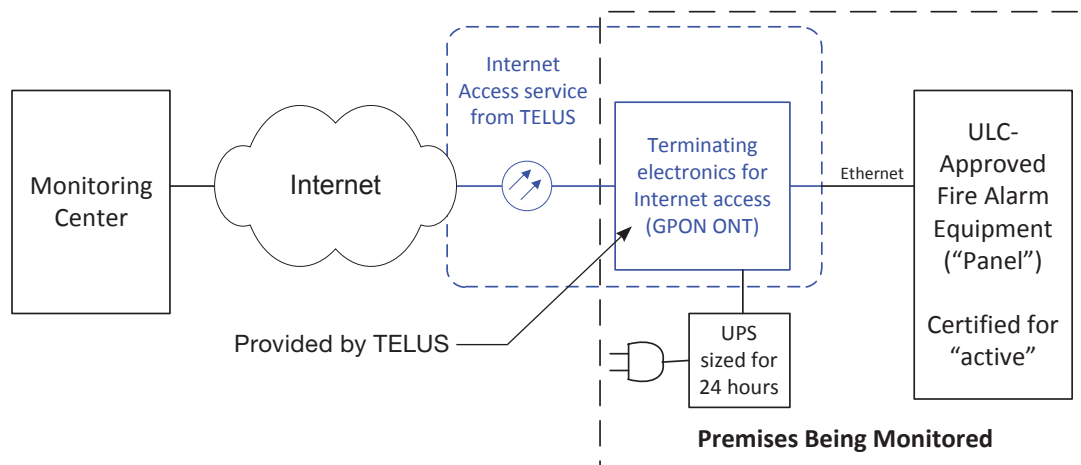 Monitoring
Center
Internet
Internet
Access service
from TELUS
Terminating
electronics for
Internet access
(GPON ONT)
Ethernet
ULC-
Approved
Fire Alarm
Equipment
(“Panel”)
Certified for
“active”
Provided by TELUS
UPS
sized for
24 hours
Premises Being Monitored